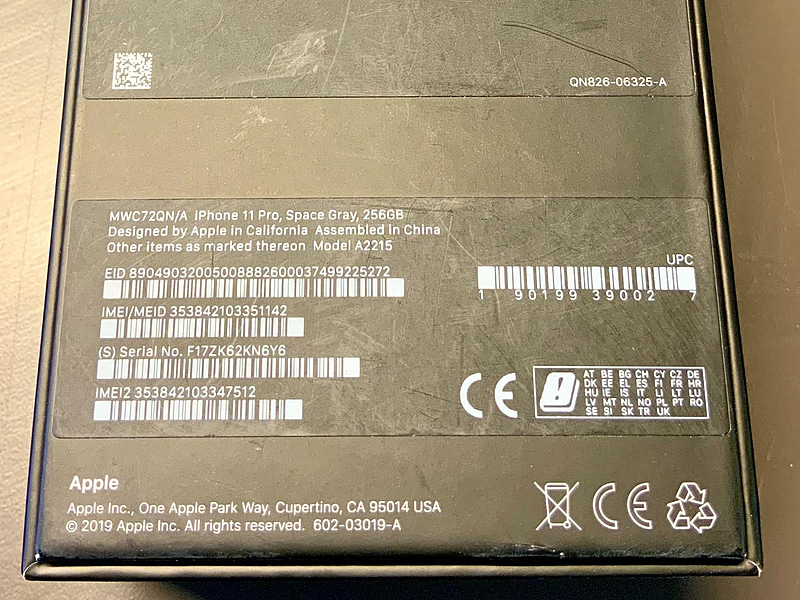 QN826-06325-A
MWC72QN/A iPhone 11 Pro, Space Gray, 256GB
Designed by Apple in California Assembled in China
Other items as marked thereon Model A2215
EID 89049032005008882600037499225272
IMEI/MEID 353842103351142
(S) Serial No. F17ZK62KN6Y6
IMEI2 353842103347512
UPC
1 90199 39002 7
CE
AT BE BG CH CY CZ DE
DK EE EL ES FI FR HR
HU IE IS IT LI LT LU
LV MT NL NO PL PT RO
SE SI SK TR UK
Apple
Apple Inc., One Apple Park Way, Cupertino, CA 95014 USA
© 2019 Apple Inc. All rights reserved. 602-03019-A
CE